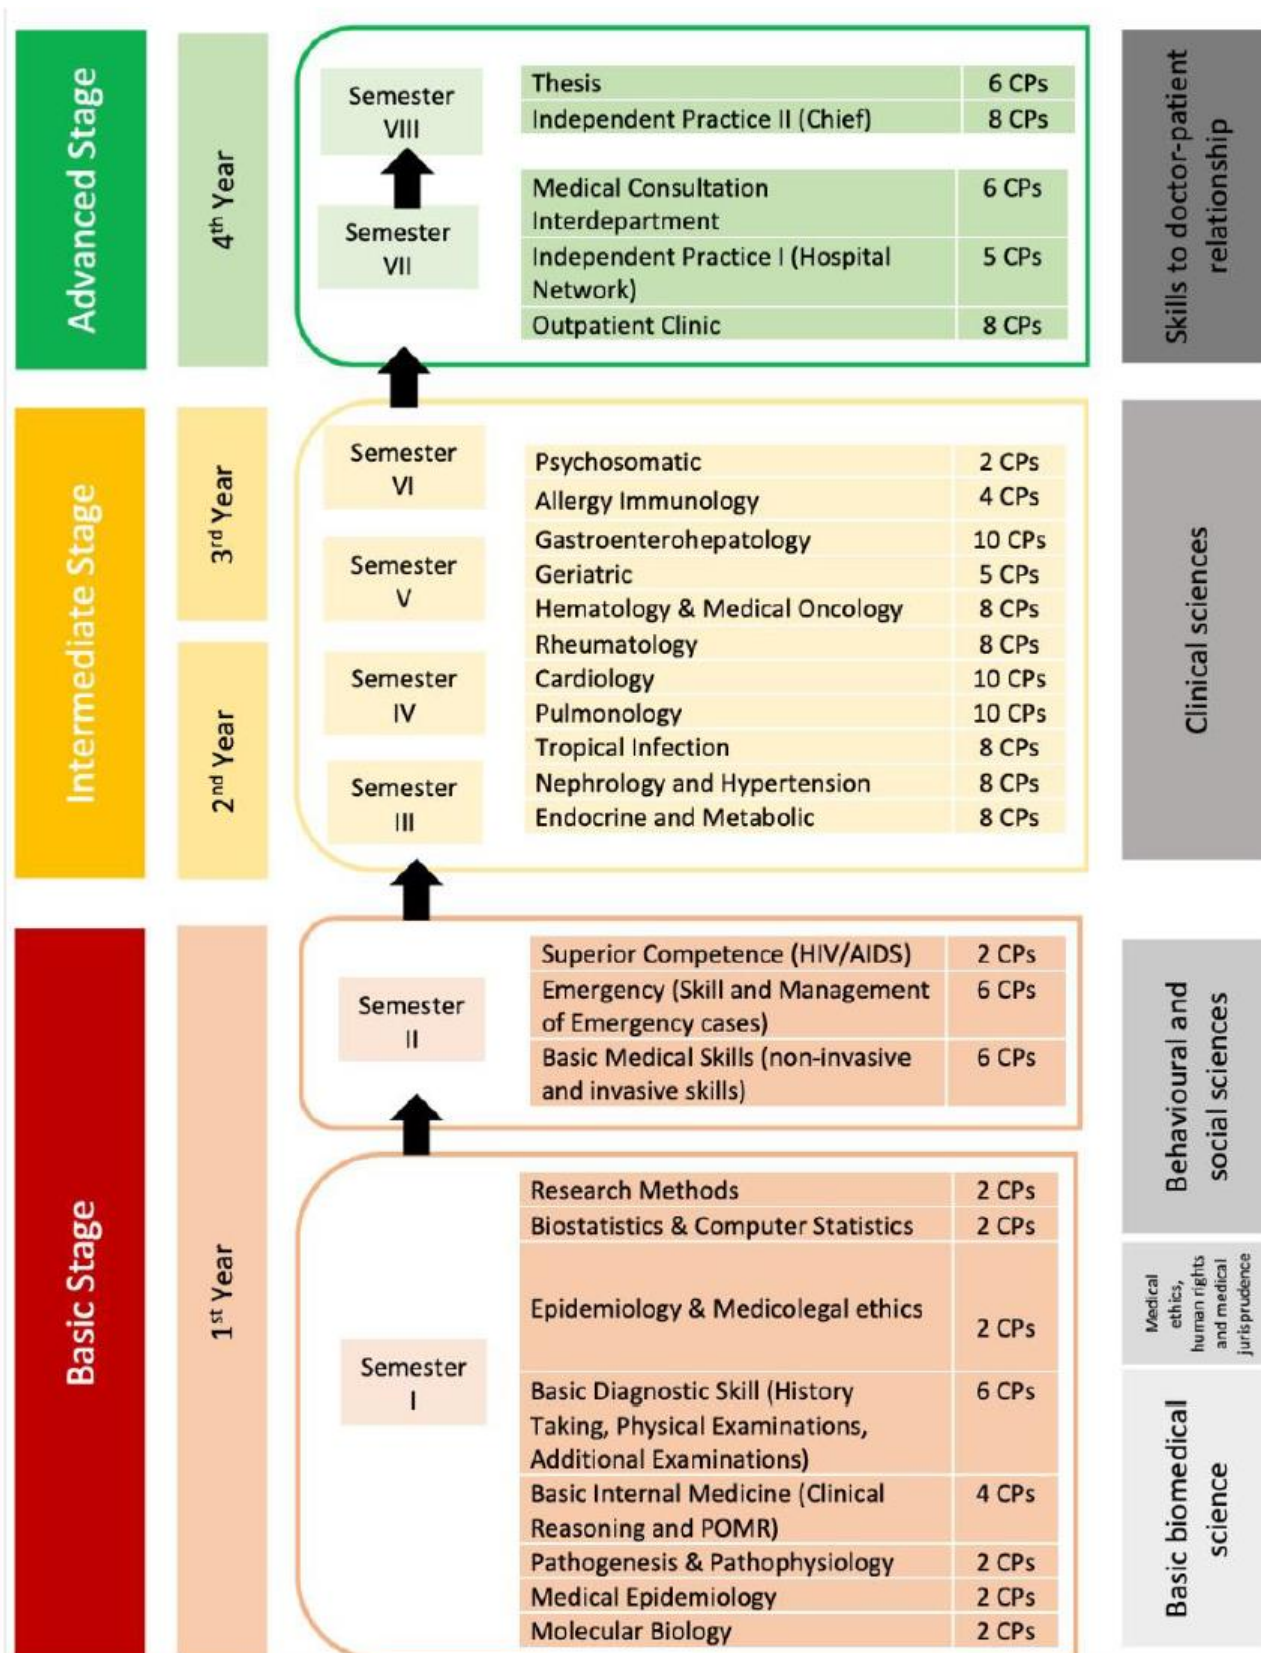 Advanced Stage
4th Year
Semester
VIII
Thesis 6 CPs
Independent Practice II (Chief) 8 CPs
Semester
VII
Medical Consultation 6 CPs
Interdepartment
Independent Practice I (Hospital 5 CPs
Network)
Outpatient Clinic 8 CPs
Skills to doctor-patient
relationship
Intermediate Stage
3rd Year
2nd Year
Semester
VI
Semester
V
Semester
IV
Semester
III
Psychosomatic 2 CPs
Allergy Immunology 4 CPs
Gastroenterohepatology 10 CPs
Geriatric 5 CPs
Hematology & Medical Oncology 8 CPs
Rheumatology 8 CPs
Cardiology 10 CPs
Pulmonology 10 CPs
Tropical Infection 8 CPs
Nephrology and Hypertension 8 CPs
Endocrine and Metabolic 8 CPs
Clinical sciences
Basic Stage
1st Year
Semester
II
Superior Competence (HIV/AIDS) 2 CPs
Emergency (Skill and Management 6 CPs
of Emergency cases)
Basic Medical Skills (non-invasive 6 CPs
and invasive skills)
Behavioural and
social sciences
Semester
I
Research Methods 2 CPs
Biostatistics & Computer Statistics 2 CPs
Epidemiology & Medicolegal ethics
2 CPs
Basic Diagnostic Skill (History 6 CPs
Taking, Physical Examinations,
Additional Examinations)
Basic Internal Medicine (Clinical 4 CPs
Reasoning and POMR)
Pathogenesis & Pathophysiology 2 CPs
Medical Epidemiology 2 CPs
Molecular Biology 2 CPs
Medical
ethics,
human rights
and medical
jurisprudence
Basic biomedical
science